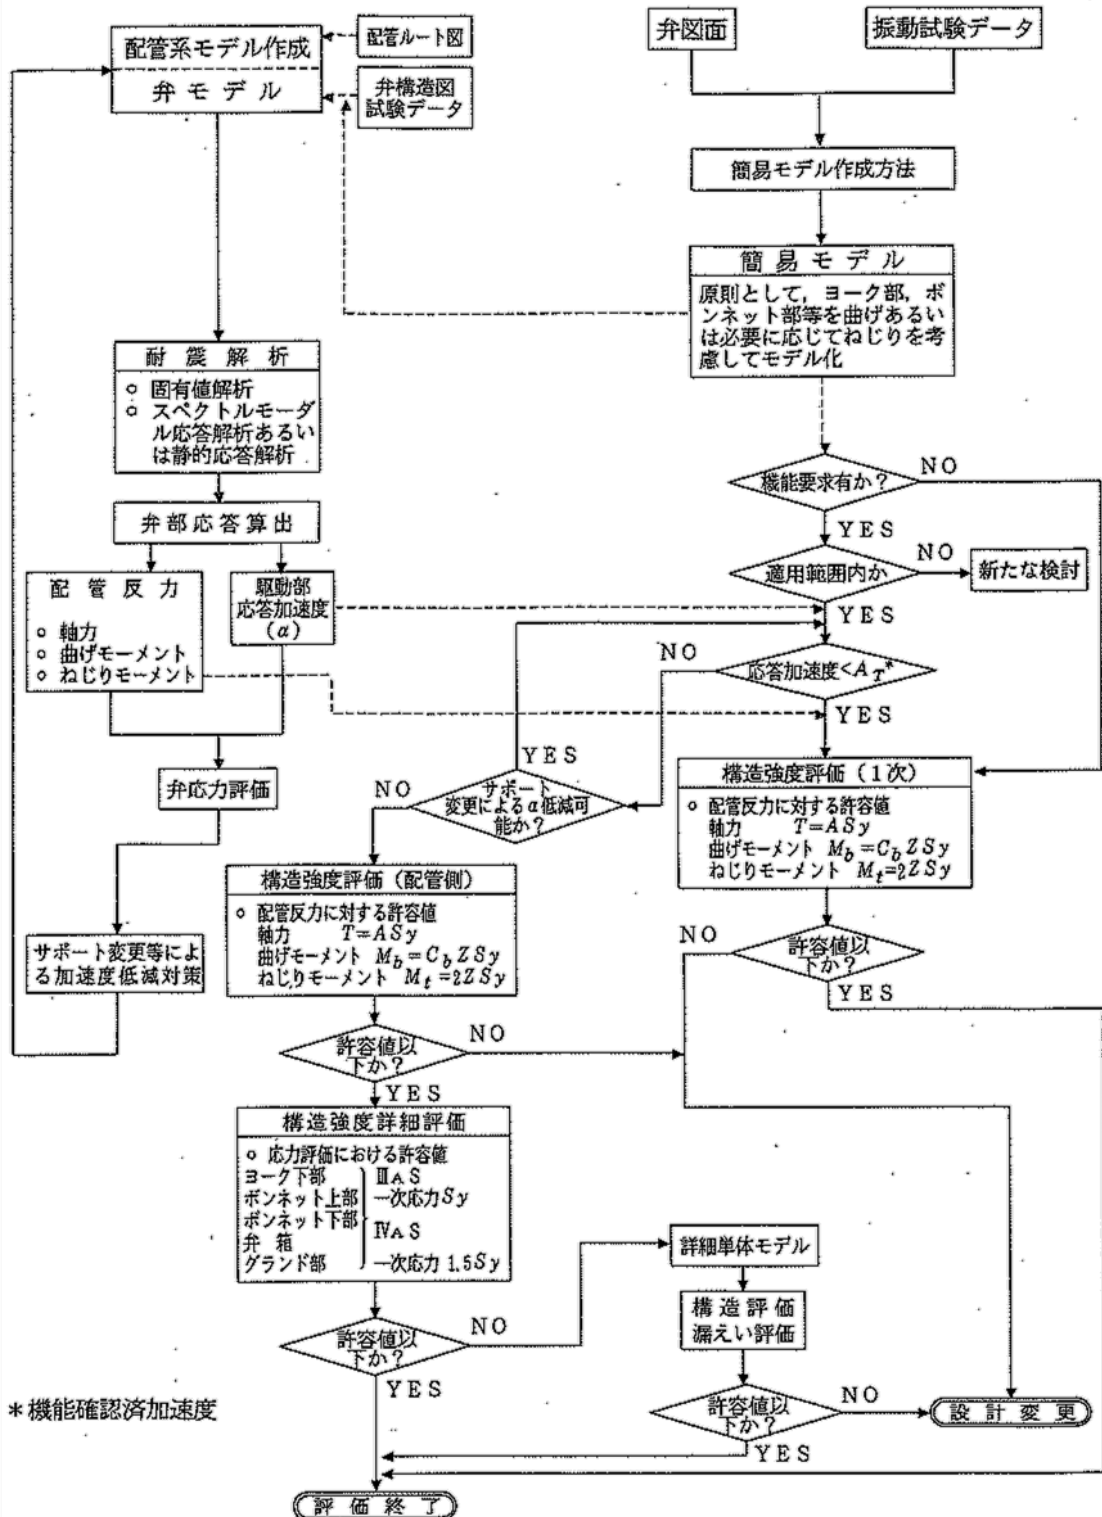 配管系モデル作成
弁モデル
配管ルート図
弁構造図
試験データ
弁図面
振動試験データ
簡易モデル作成方法
簡易モデル
原則として，ヨーク部，ボ
ンネット部等を曲げあるい
は必要に応じてねじりを考
慮してモデル化
耐震解析
○ 固有値解析
○ スペクトルモーダ
ル応答解析あるい
は静的応答解析
弁部応答算出
配管反力
○ 軸力
○ 曲げモーメント
○ ねじりモーメント
駆動部
応答加速度
(α)
弁応力評価
サポート変更等によ
る加速度低減対策
機能要求有か？
NO
YES
適用範囲内か
NO
新たな検討
YES
応答加速度<A_T*
NO
YES
サポート
変更によるα低減可
能か？
YES
NO
構造強度評価（1次）
○ 配管反力に対する許容値
軸力 T=ASy
曲げモーメント M_b=C_b ZSy
ねじりモーメント M_t=2ZSy
許容値以
下か？
NO
YES
構造強度評価（配管側）
○ 配管反力に対する許容値
軸力 T=ASy
曲げモーメント M_b=C_b ZSy
ねじりモーメント M_t=2ZSy
許容値以
下か？
NO
YES
構造強度詳細評価
○ 応力評価における許容値
ヨーク下部 ⅢAS
ボンネット上部 一次応力Sy
ボンネット下部
弁箱 ⅣAS
グランド部 一次応力 1.5Sy
許容値以
下か？
NO
YES
詳細単体モデル
構造評価
漏えい評価
許容値以
下か？
NO
YES
設計変更
評価終了
*機能確認済加速度